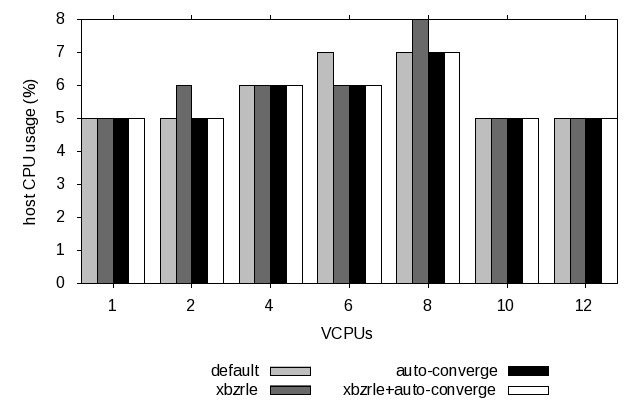 8
7
6
5
4
3
2
1
0
host CPU usage (%)
1 2 4 6 8 10 12
VCPUs
default auto-converge
xbzrle xbzrle+auto-converge